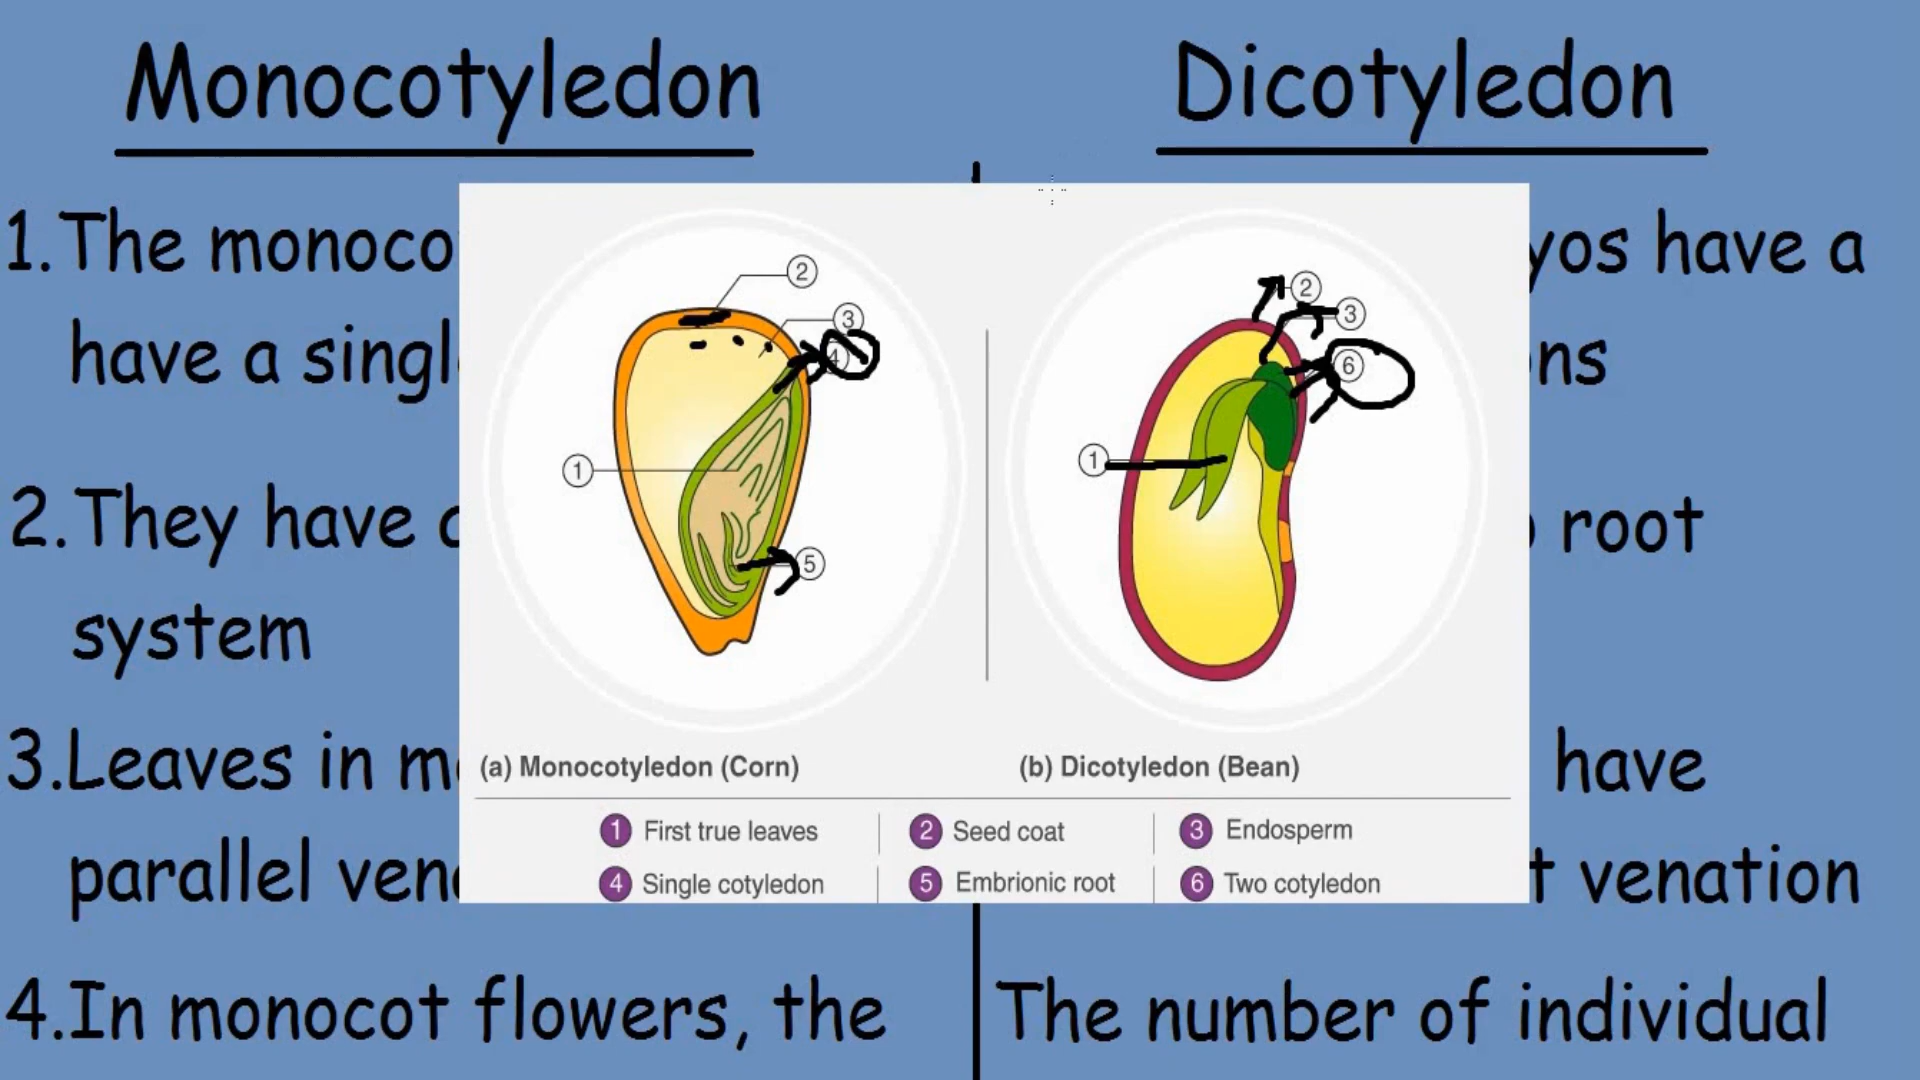 Monocotyledon
Dicotyledon
1.The monoco
have a singl
2.They have
system
3.Leaves in m
parallel ven
4.In monocot flowers, the
yos have a
ns
root
have
t venation
The number of individual
2
3
4
1
5
2
3
6
1
(a) Monocotyledon (Corn)
(b) Dicotyledon (Bean)
1 First true leaves
2 Seed coat
3 Endosperm
4 Single cotyledon
5 Embrionic root
6 Two cotyledon